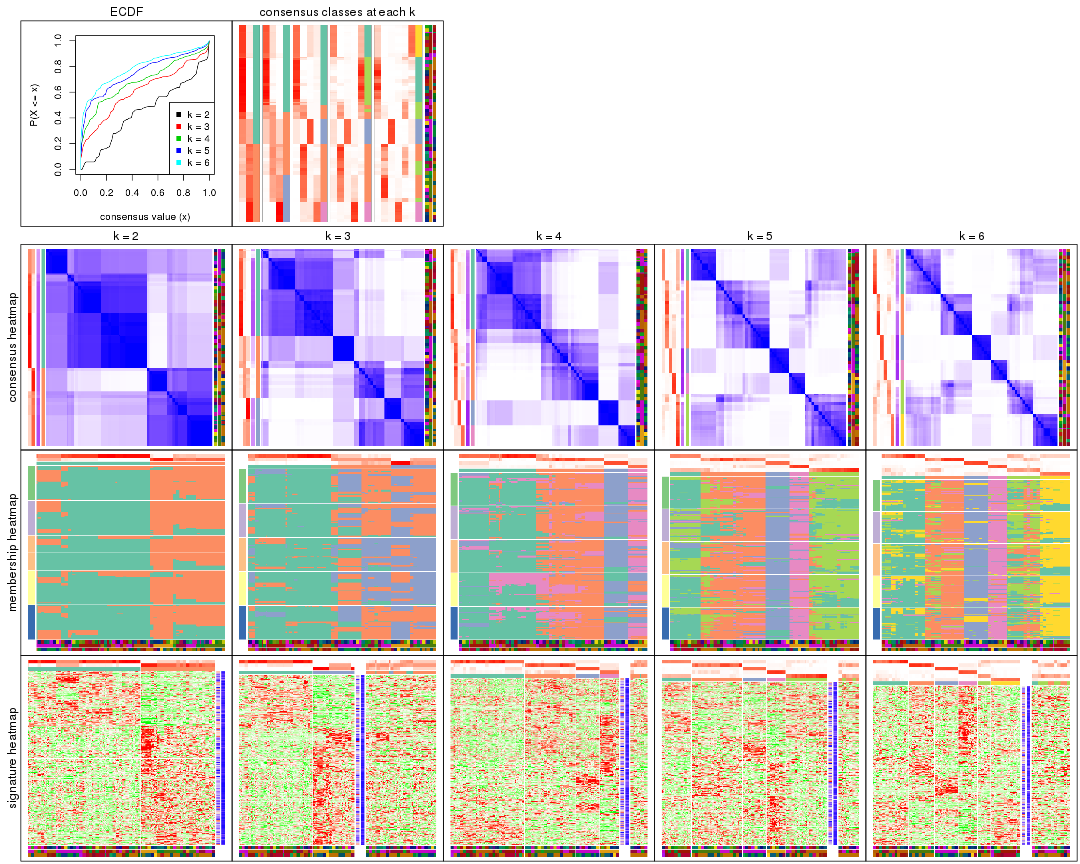 ECDF
consensus classes at each k
P(X <= x)
0.0 0.2 0.4 0.6 0.8 1.0
k = 2
k = 3
k = 4
k = 5
k = 6
0.0 0.2 0.4 0.6 0.8 1.0
consensus value (x)
k = 2 k = 3 k = 4 k = 5 k = 6
consensus heatmap
membership heatmap
signature heatmap